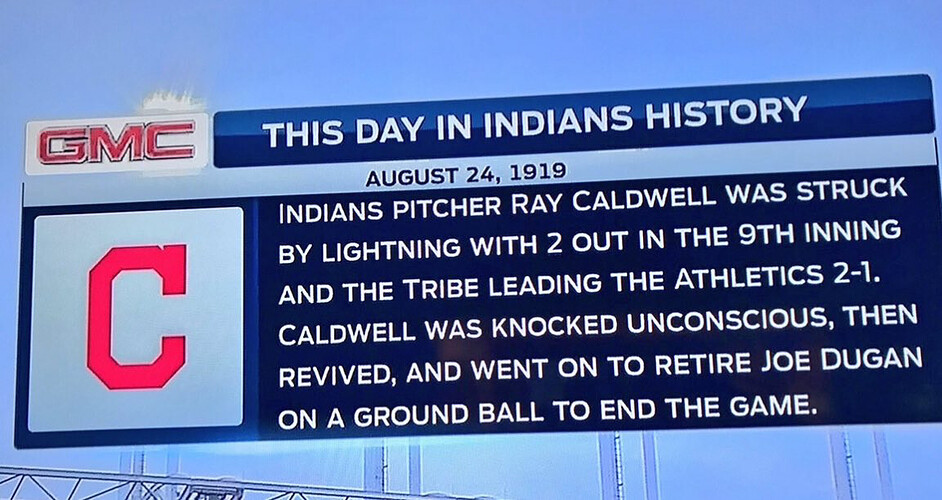 GMC
THIS DAY IN INDIANS HISTORY
AUGUST 24, 1919
C
INDIANS PITCHER RAY CALDWELL WAS STRUCK
BY LIGHTNING WITH 2 OUT IN THE 9TH INNING
AND THE TRIBE LEADING THE ATHLETICS 2-1.
CALDWELL WAS KNOCKED UNCONSCIOUS, THEN
REVIVED, AND WENT ON TO RETIRE JOE DUGAN
ON A GROUND BALL TO END THE GAME.